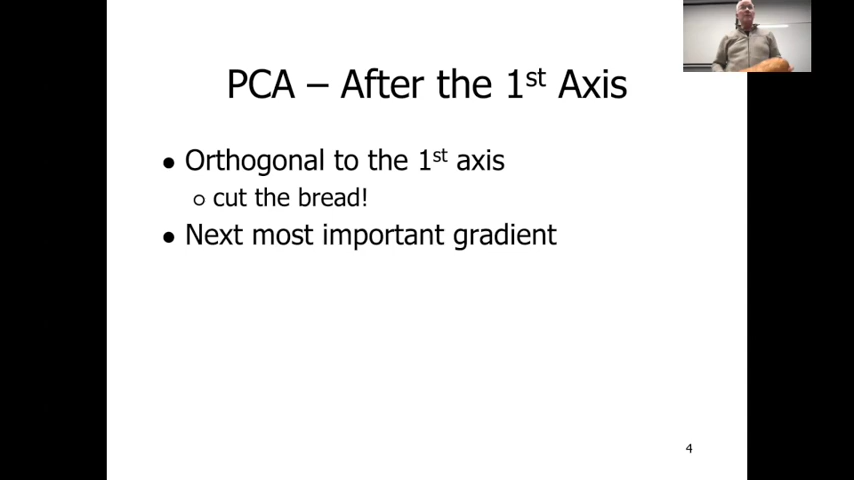 PCA – After the 1st Axis
● Orthogonal to the 1st axis
○ cut the bread!
● Next most important gradient
4